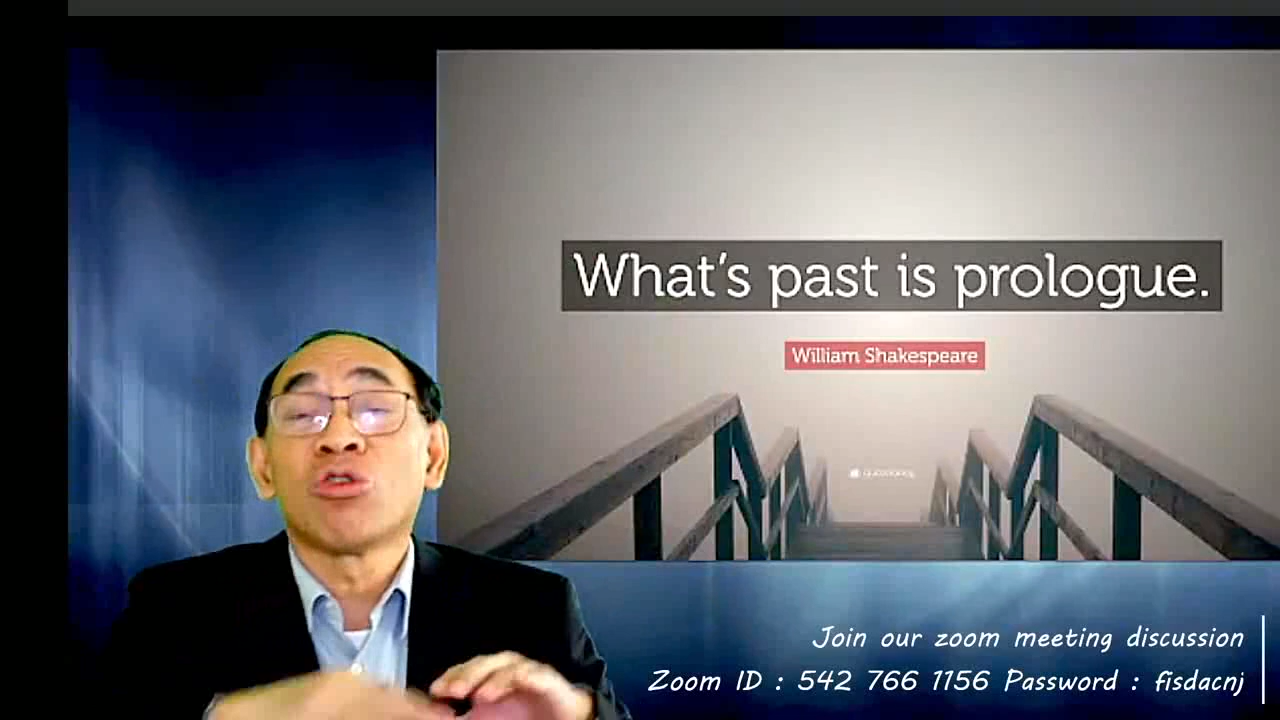 What's past is prologue.
William Shakespeare
Join our zoom meeting discussion
Zoom ID : 542 766 1156 Password : fisdacnj